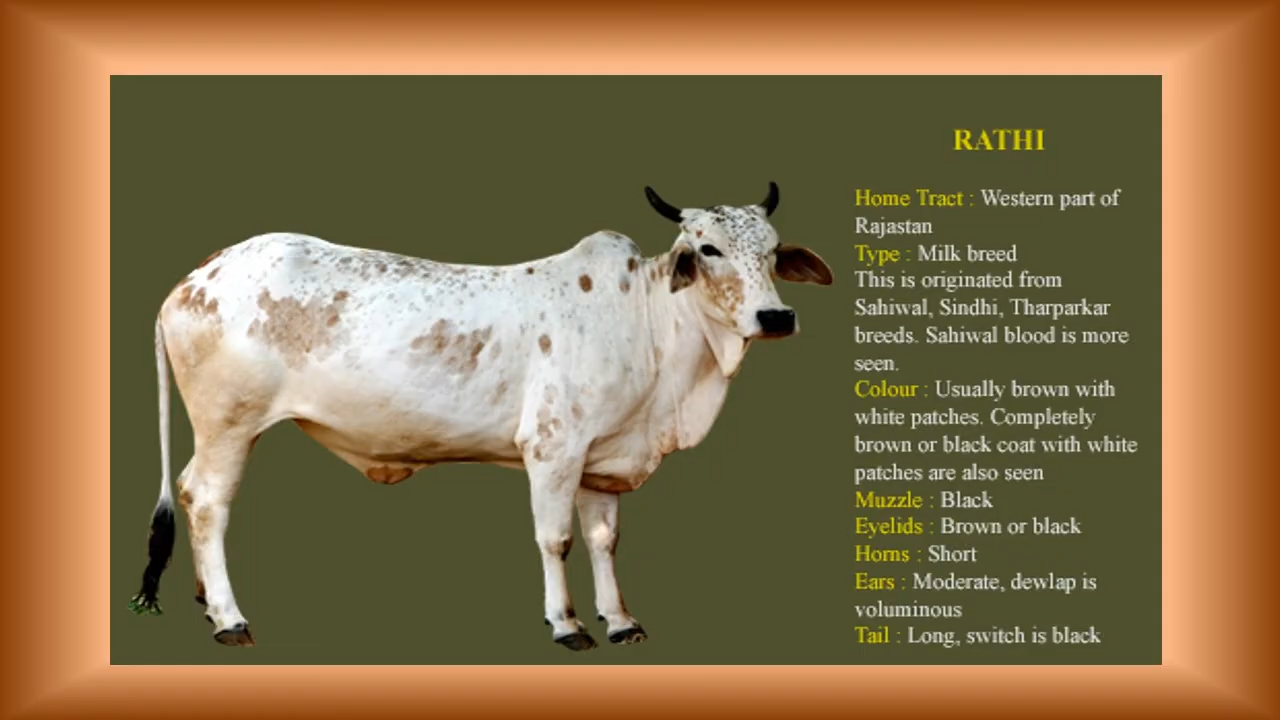 RATHI
Home Tract : Western part of
Rajastan
Type : Milk breed
This is originated from
Sahiwal, Sindhi, Tharparkar
breeds. Sahiwal blood is more
seen.
Colour : Usually brown with
white patches. Completely
brown or black coat with white
patches are also seen
Muzzle : Black
Eyelids : Brown or black
Horns : Short
Ears : Moderate, dewlap is
voluminous
Tail : Long, switch is black